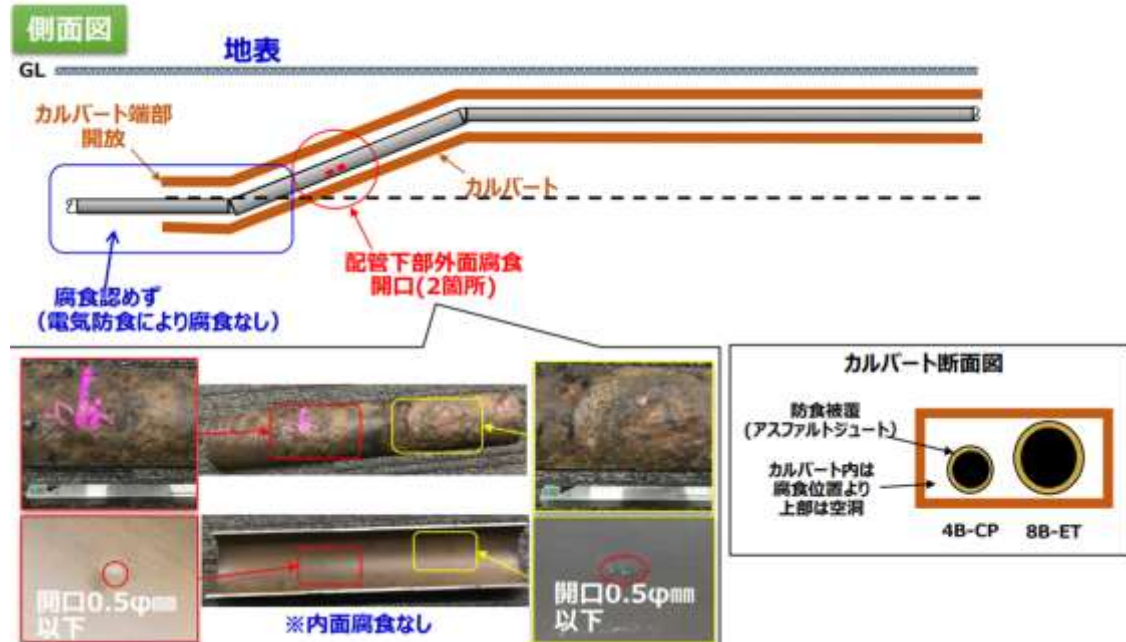 側面図
地表
GL
カルバート端部
開放
カルバート
配管下部外面腐食
開口(2箇所)
腐食認めず
(電気防食により腐食なし)
カルバート断面図
防食被覆
(アスファルトジュート)
カルバート内は
腐食位置より
上部は空洞
4B-CP
8B-ET
開口0.5φmm
以下
※内面腐食なし
開口0.5φmm
以下